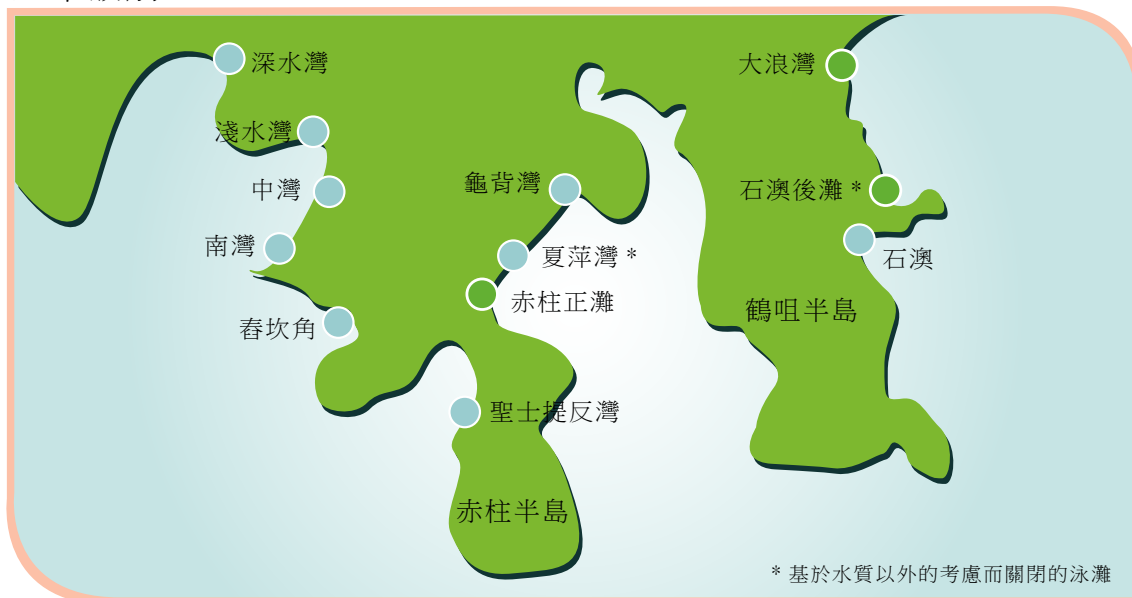 深水灣
大浪灣
淺水灣
中灣
龜背灣
石澳後灘 *
南灣
夏萍灣 *
石澳
赤柱正灘
鶴咀半島
舂坎角
聖士提反灣
赤柱半島
* 基於水質以外的考慮而關閉的泳灘